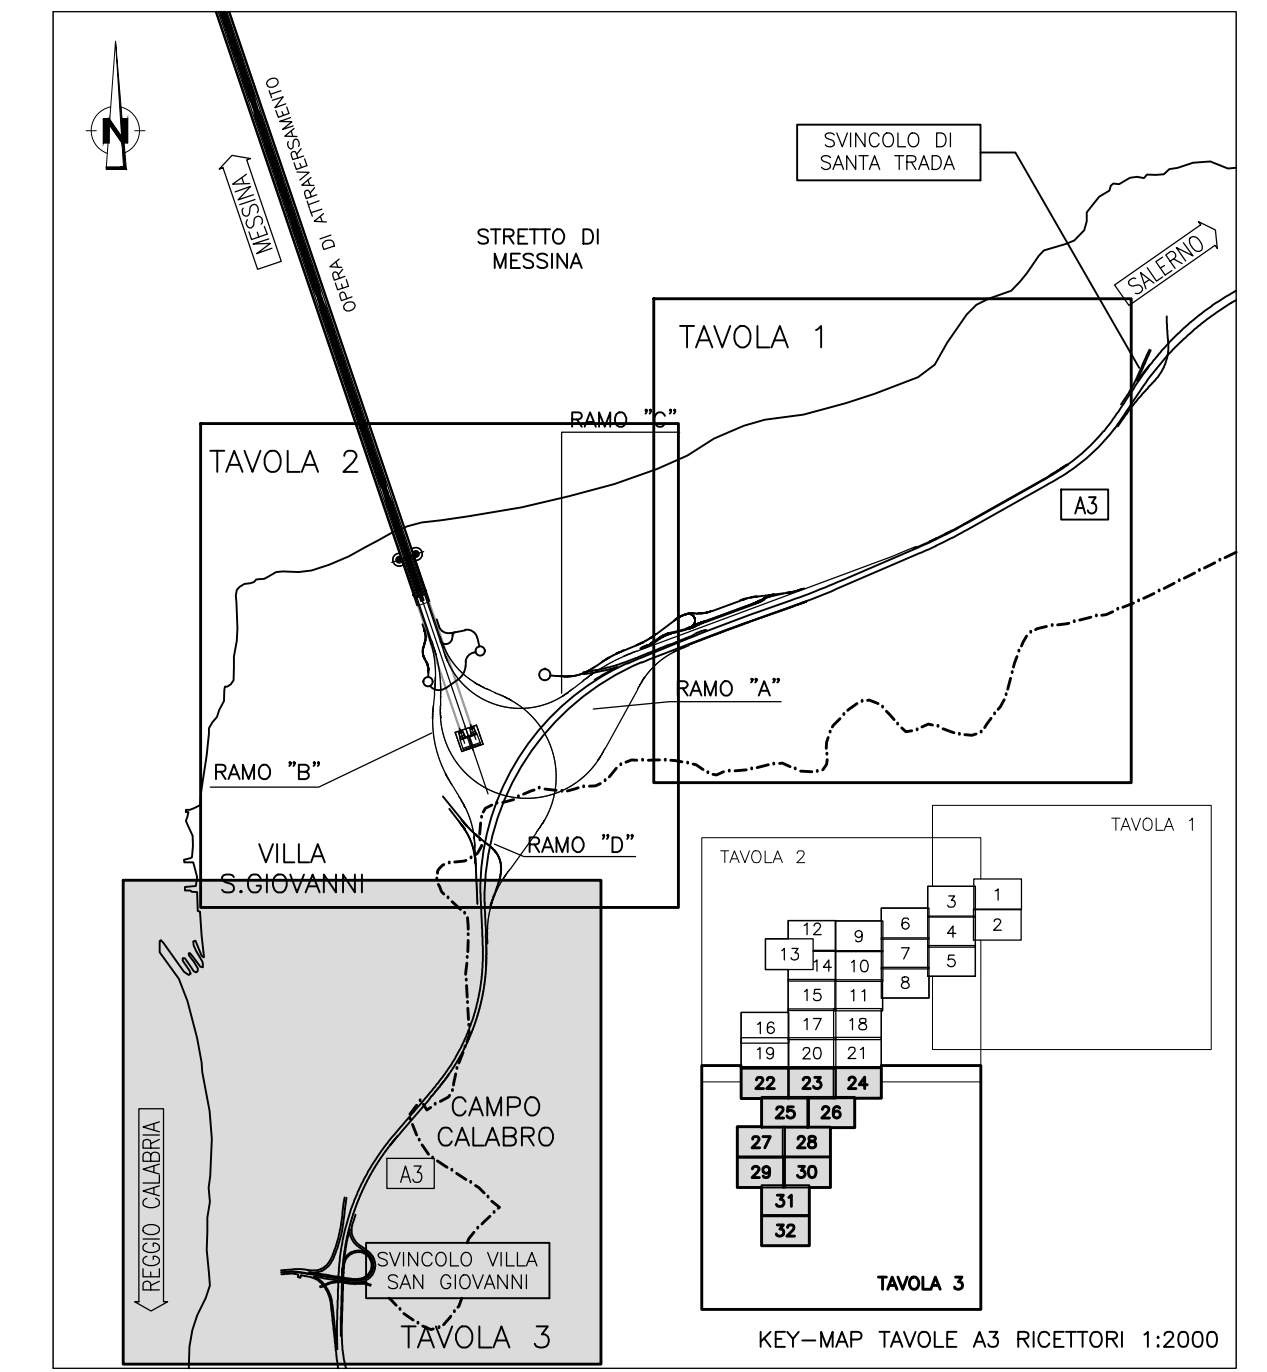 N
MESSINA
OPERA DI ATTRAVERSAMENTO
STRETTO DI
MESSINA
SVINCOLO DI
SANTA TRADA
SALERNO
TAVOLA 1
RAMO "C"
TAVOLA 2
A3
RAMO "A"
RAMO "B"
RAMO "D"
VILLA
S.GIOVANNI
CAMPO
CALABRO
A3
REGGIO CALABRIA
SVINCOLO VILLA
SAN GIOVANNI
TAVOLA 3
TAVOLA 1
TAVOLA 2
1
2
3
4
5
6
7
8
9
10
11
12
13
14
15
16
17
18
19
20
21
22
23
24
25
26
27
28
29
30
31
32
TAVOLA 3
KEY-MAP TAVOLE A3 RICETTORI 1:2000